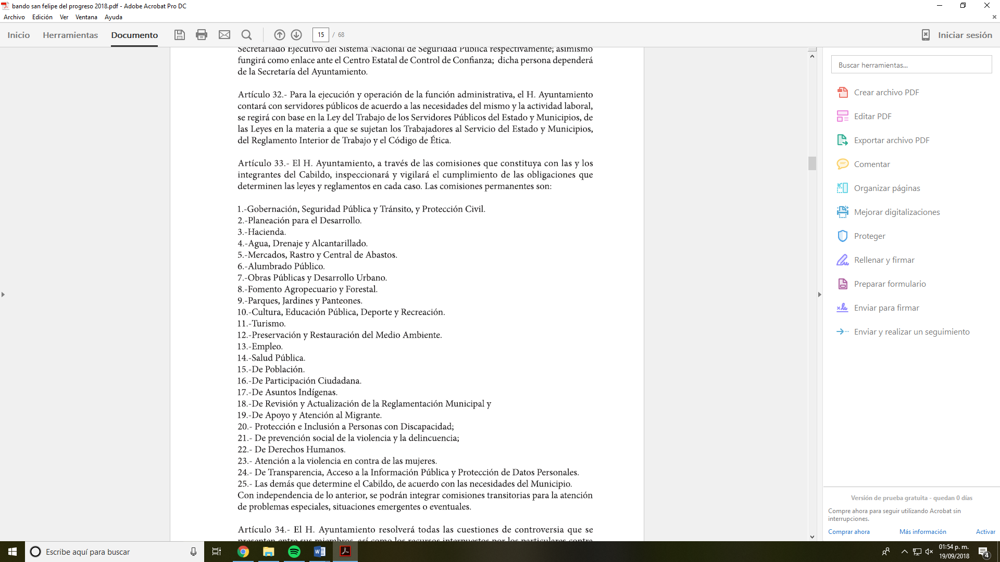 bando san felipe del progreso 2018.pdf - Adobe Acrobat Pro DC
Archivo Edición Ver Ventana Ayuda
Inicio Herramientas Documento 15 / 68 Iniciar sesión
Secretariado Ejecutivo del Sistema Nacional de Seguridad Pública respectivamente; asimismo
fungirá como enlace ante el Centro Estatal de Control de Confianza; dicha persona dependerá
de la Secretaría del Ayuntamiento.
Artículo 32.- Para la ejecución y operación de la función administrativa, el H. Ayuntamiento
contará con servidores públicos de acuerdo a las necesidades del mismo y la actividad laboral,
se regirá con base en la Ley del Trabajo de los Servidores Públicos del Estado y Municipios, de
las Leyes en la materia a que se sujetan los Trabajadores al Servicio del Estado y Municipios,
del Reglamento Interior de Trabajo y el Código de Ética.
Artículo 33.- El H. Ayuntamiento, a través de las comisiones que constituya con las y los
integrantes del Cabildo, inspeccionará y vigilará el cumplimiento de las obligaciones que
determinen las leyes y reglamentos en cada caso. Las comisiones permanentes son:
1.-Gobernación, Seguridad Pública y Tránsito, y Protección Civil.
2.-Planeación para el Desarrollo.
3.-Hacienda.
4.-Agua, Drenaje y Alcantarillado.
5.-Mercados, Rastro y Central de Abastos.
6.-Alumbrado Público.
7.-Obras Públicas y Desarrollo Urbano.
8.-Fomento Agropecuario y Forestal.
9.-Parques, Jardines y Panteones.
10.-Cultura, Educación Pública, Deporte y Recreación.
11.-Turismo.
12.-Preservación y Restauración del Medio Ambiente.
13.-Empleo.
14.-Salud Pública.
15.-De Población.
16.-De Participación Ciudadana.
17.-De Asuntos Indígenas.
18.-De Revisión y Actualización de la Reglamentación Municipal y
19.-De Apoyo y Atención al Migrante.
20.- Protección e Inclusión a Personas con Discapacidad;
21.- De prevención social de la violencia y la delincuencia;
22.- De Derechos Humanos.
23.- Atención a la violencia en contra de las mujeres.
24.- De Transparencia, Acceso a la Información Pública y Protección de Datos Personales.
25.- Las demás que determine el Cabildo, de acuerdo con las necesidades del Municipio.
Con independencia de lo anterior, se podrán integrar comisiones transitorias para la atención
de problemas especiales, situaciones emergentes o eventuales.
Artículo 34.- El H. Ayuntamiento resolverá todas las cuestiones de controversia que se
presenten entre sus miembros, así como los recursos interpuestos por los particulares contra
Buscar herramientas...
Crear archivo PDF
Editar PDF
Exportar archivo PDF
Comentar
Organizar páginas
Mejorar digitalizaciones
Proteger
Rellenar y firmar
Preparar formulario
Enviar para firmar
Enviar y realizar un seguimiento
Versión de prueba gratuita - quedan 0 días
Compre ahora para seguir utilizando Acrobat sin
interrupciones.
Comprar ahora Más información Activar
Escribe aquí para buscar
01:54 p. m.
19/09/2018
4